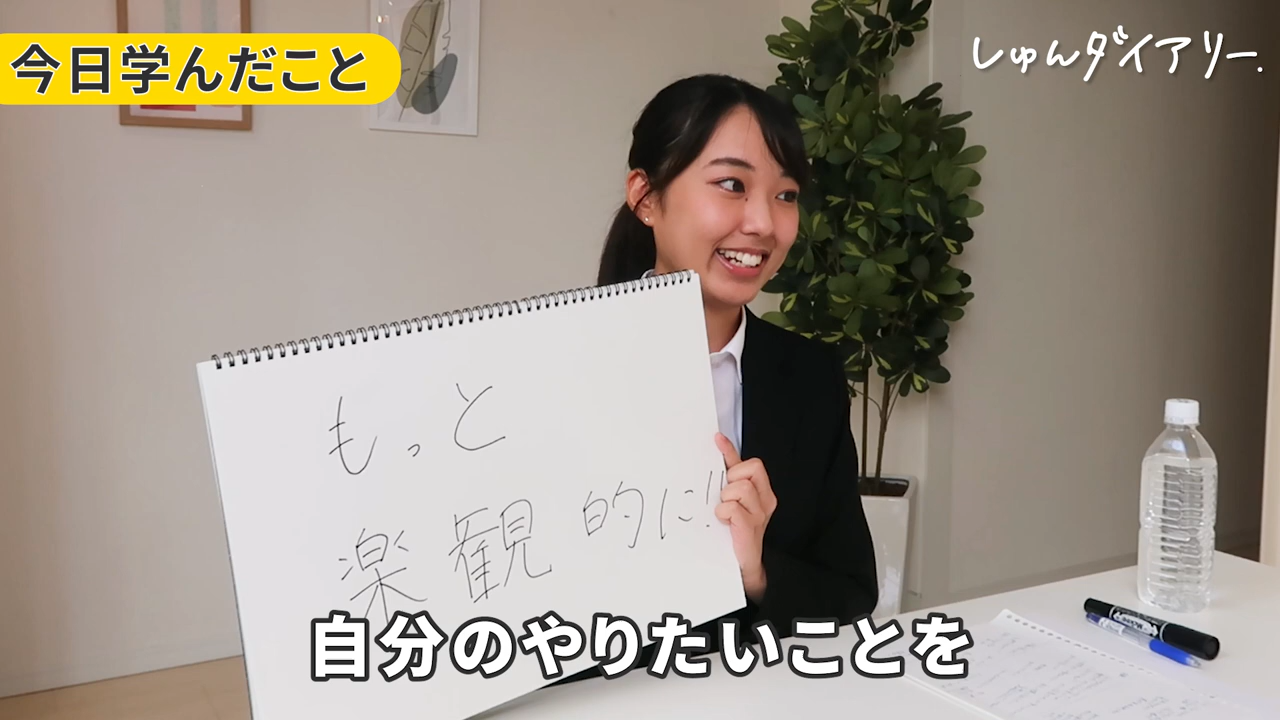 今日学んだこと
しゅんダイアリー.
もっと
楽観的に!!
自分のやりたいことを